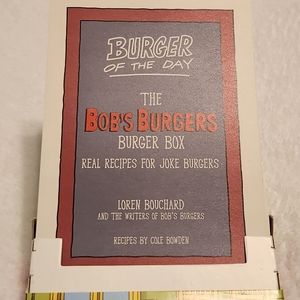 BURGER
OF THE DAY
THE
BOB'S BURGERS
BURGER BOX
REAL RECIPES FOR JOKE BURGERS
LOREN BOUCHARD
AND THE WRITERS OF BOB'S BURGERS
RECIPES BY COLE BOWDEN